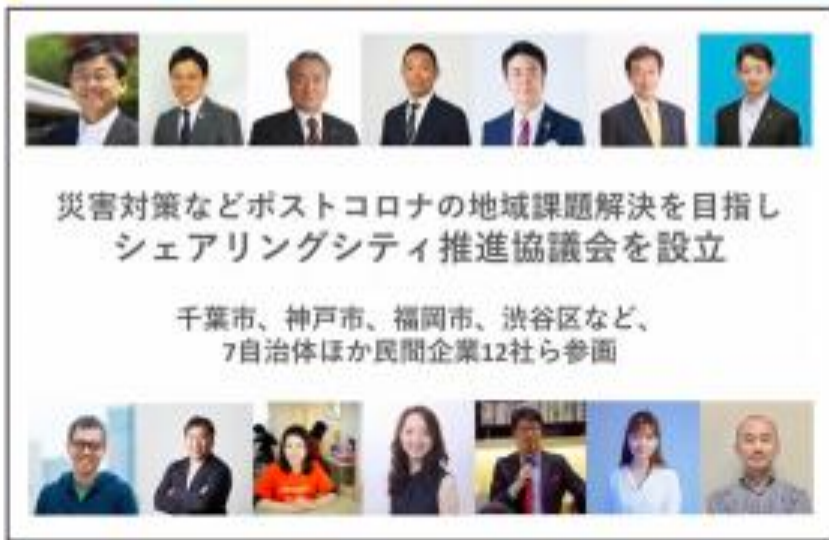 災害対策などポストコロナの地域課題解決を目指し
シェアリングシティ推進協議会を設立
千葉市、神戸市、福岡市、渋谷区など、
7自治体ほか民間企業12社ら参画